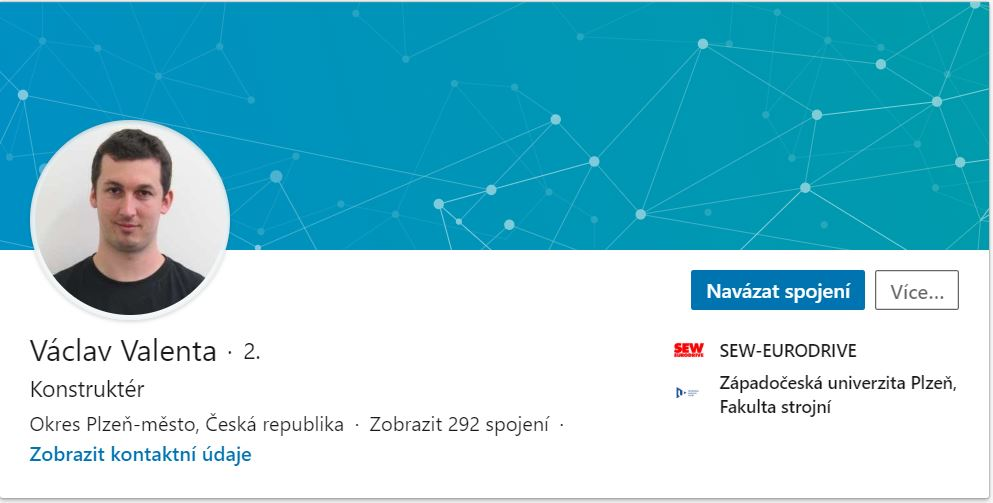 Navázat spojení
Více...
Václav Valenta · 2.
Konstruktér
Okres Plzeň-město, Česká republika · Zobrazit 292 spojení ·
Zobrazit kontaktní údaje
SEW
EURODRIVE
SEW-EURODRIVE
Západočeská univerzita Plzeň,
Fakulta strojní